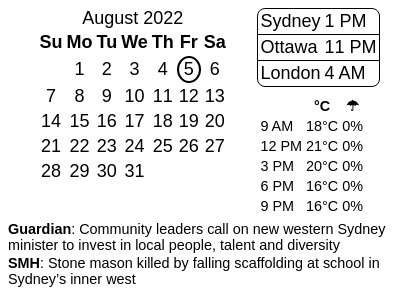 August 2022
Su Mo Tu We Th Fr Sa
1 2 3 4 5 6
7 8 9 10 11 12 13
14 15 16 17 18 19 20
21 22 23 24 25 26 27
28 29 30 31
Sydney 1 PM
Ottawa 11 PM
London 4 AM
°C ☂
9 AM 18°C 0%
12 PM 21°C 0%
3 PM 20°C 0%
6 PM 16°C 0%
9 PM 16°C 0%
Guardian: Community leaders call on new western Sydney
minister to invest in local people, talent and diversity
SMH: Stone mason killed by falling scaffolding at school in
Sydney’s inner west